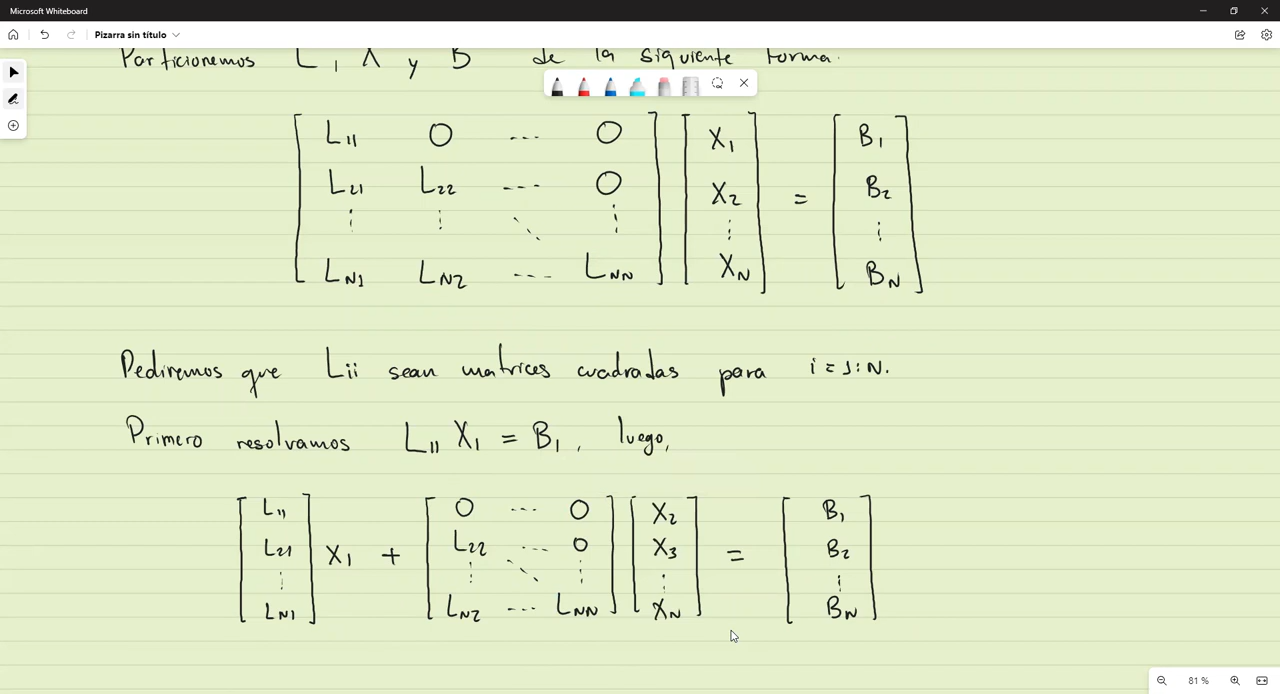 Microsoft Whiteboard
Pizarra sin título
Particionemos L, X y B de la siguiente forma.
[ L11 0 --- 0 ] [ X1 ] [ B1 ]
[ L21 L22 --- 0 ] [ X2 ] = [ B2 ]
[ ⋮ ⋮ ⋱ ⋮ ] [ ⋮ ] [ ⋮ ]
[ LN1 LN2 --- LNN ] [ XN ] [ BN ]
Pediremos que Lii sean matrices cuadradas para i = 1:N.
Primero resolvamos L11 X1 = B1, luego,
[ L11 ] [ 0 --- 0 ] [ X2 ] [ B1 ]
[ L21 ] X1 + [ L22 --- 0 ] [ X3 ] = [ B2 ]
[ ⋮ ] [ ⋮ ⋱ ⋮ ] [ ⋮ ] [ ⋮ ]
[ LN1 ] [ LN2 --- LNN ] [ XN ] [ BN ]
81 %